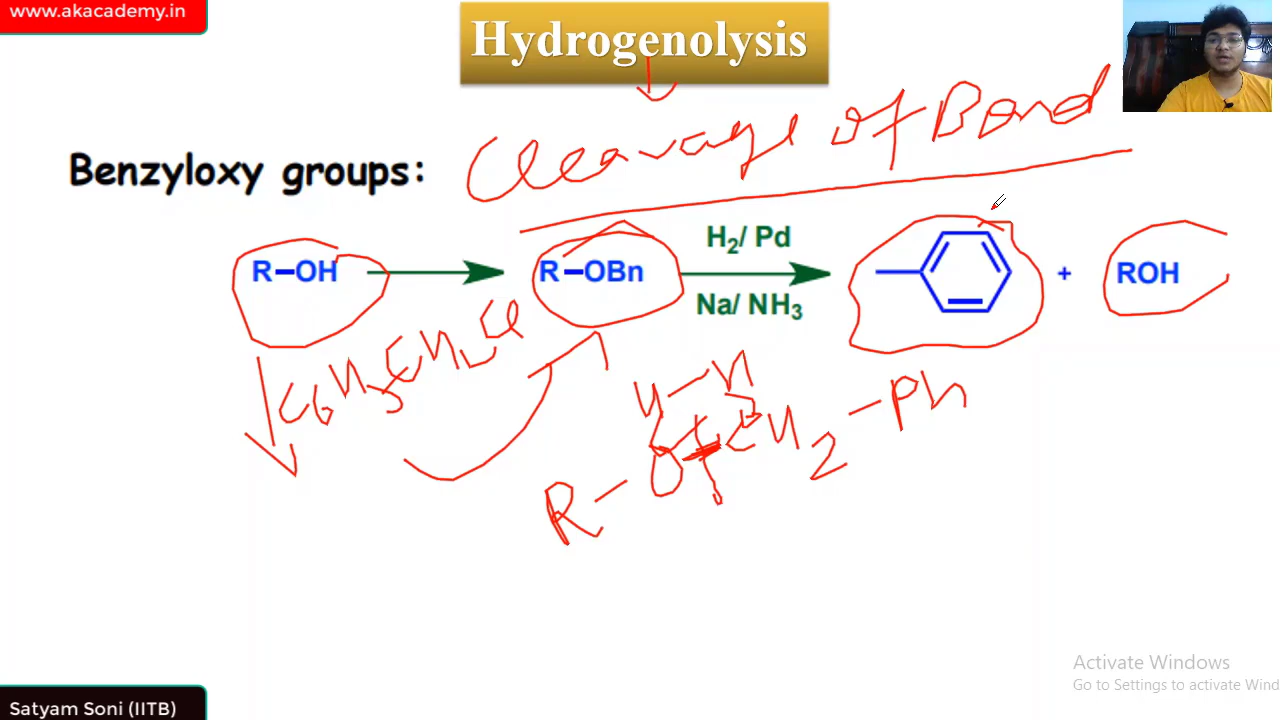 www.akacademy.in
Hydrogenolysis
Cleavage of Bond
Benzyloxy groups:
R–OH
R–OBn
H2/ Pd
Na/ NH3
+
ROH
C6H5CH2Cl
H–H
R–O–CH2–Ph
Activate Windows
Go to Settings to activate Wind
Satyam Soni (IITB)